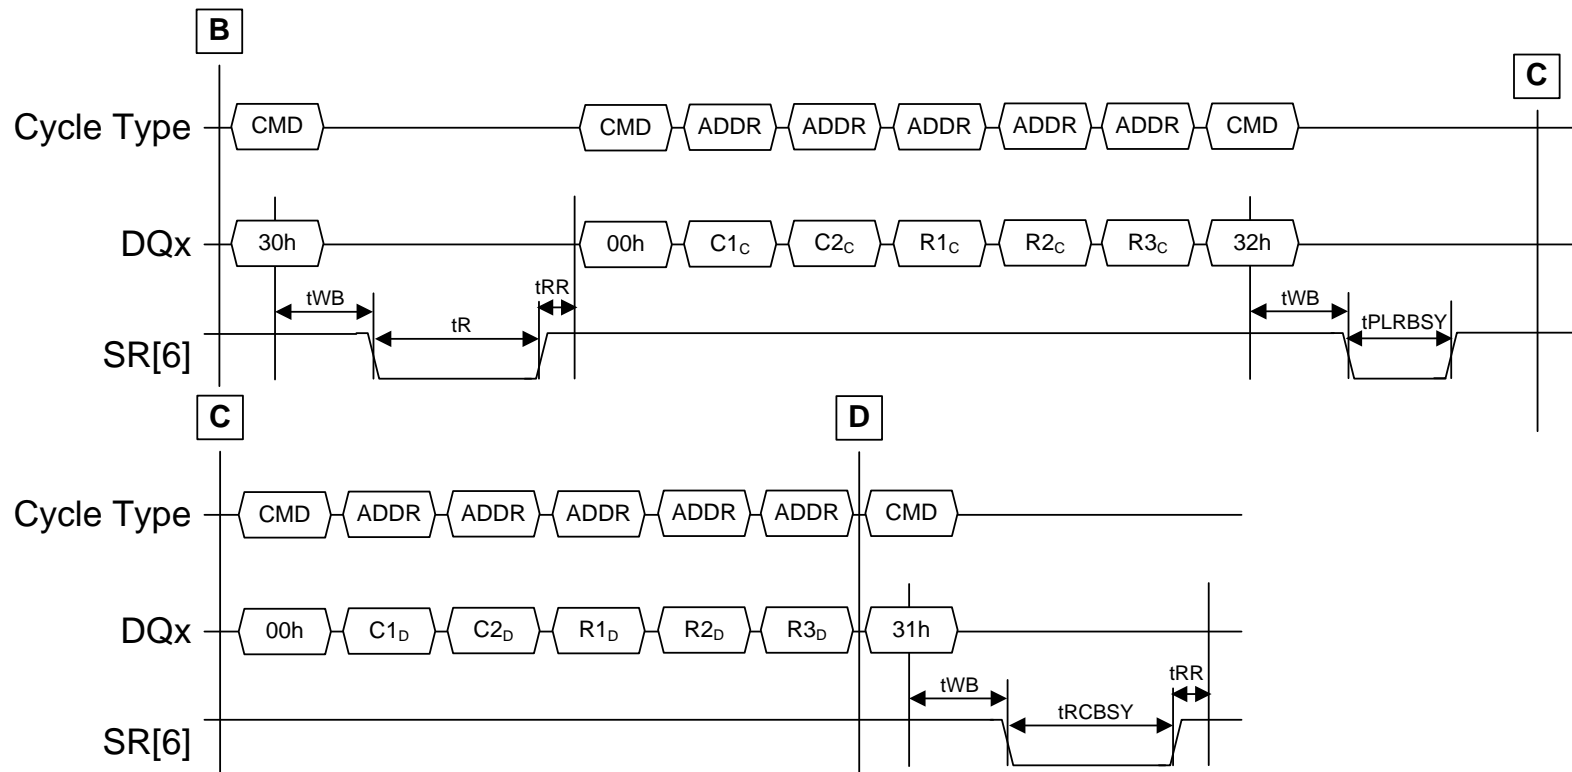 B
C
Cycle Type CMD CMD ADDR ADDR ADDR ADDR ADDR CMD
DQx 30h 00h C1C C2C R1C R2C R3C 32h
tWB tR tRR tWB tPLRBSY
SR[6]
C D
Cycle Type CMD ADDR ADDR ADDR ADDR ADDR CMD
DQx 00h C1D C2D R1D R2D R3D 31h
tWB tRCBSY tRR
SR[6]